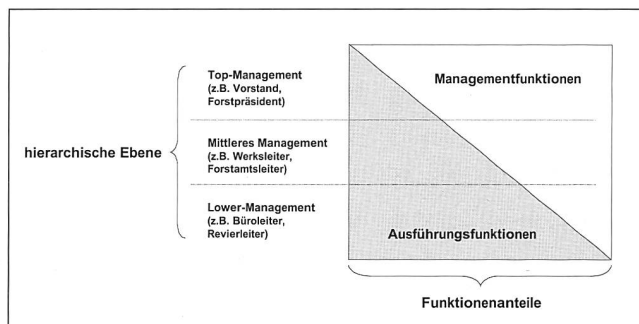 Top-Management
(z.B. Vorstand,
Forstpräsident)
Managementfunktionen
hierarchische Ebene
Mittleres Management
(z.B. Werksleiter,
Forstamtsleiter)
Lower-Management
(z.B. Büroleiter,
Revierleiter)
Ausführungsfunktionen
Funktionenanteile